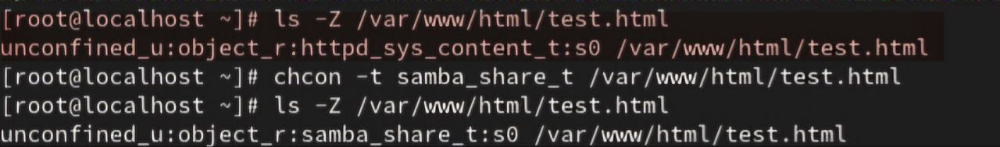 [root@localhost ~]# ls -Z /var/www/html/test.html
unconfined_u:object_r:httpd_sys_content_t:s0 /var/www/html/test.html
[root@localhost ~]# chcon -t samba_share_t /var/www/html/test.html
[root@localhost ~]# ls -Z /var/www/html/test.html
unconfined_u:object_r:samba_share_t:s0 /var/www/html/test.html